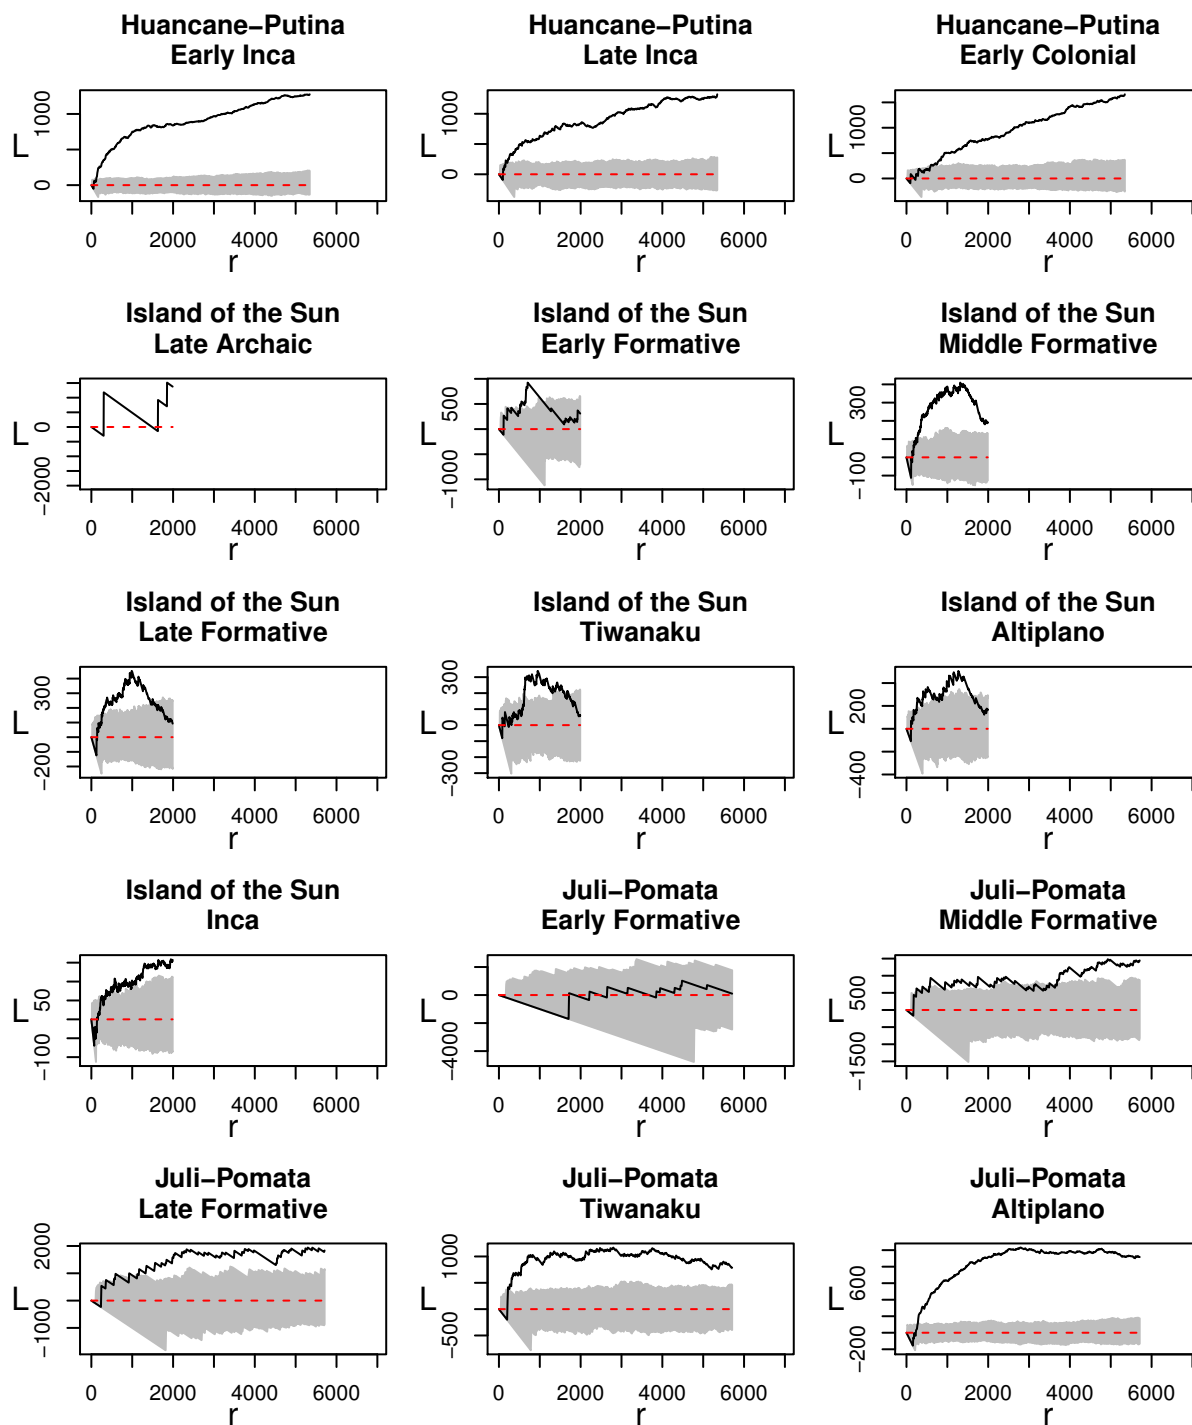 Huancane−Putina
Early Inca
Huancane−Putina
Late Inca
Huancane−Putina
Early Colonial
L
0
1000
0 2000 4000 6000
r
L
0
1000
0 2000 4000 6000
r
L
0
1000
0 2000 4000 6000
r
Island of the Sun
Late Archaic
Island of the Sun
Early Formative
Island of the Sun
Middle Formative
L
−2000
0
0 2000 4000 6000
r
L
−1000
500
0 2000 4000 6000
r
L
−100
300
0 2000 4000 6000
r
Island of the Sun
Late Formative
Island of the Sun
Tiwanaku
Island of the Sun
Altiplano
L
−200
300
0 2000 4000 6000
r
L
−300
0
300
0 2000 4000 6000
r
L
−400
200
0 2000 4000 6000
r
Island of the Sun
Inca
Juli−Pomata
Early Formative
Juli−Pomata
Middle Formative
L
−100
50
0 2000 4000 6000
r
L
−4000
0
0 2000 4000 6000
r
L
−1500
500
0 2000 4000 6000
r
Juli−Pomata
Late Formative
Juli−Pomata
Tiwanaku
Juli−Pomata
Altiplano
L
−1000
2000
0 2000 4000 6000
r
L
−500
1000
0 2000 4000 6000
r
L
−200
600
0 2000 4000 6000
r